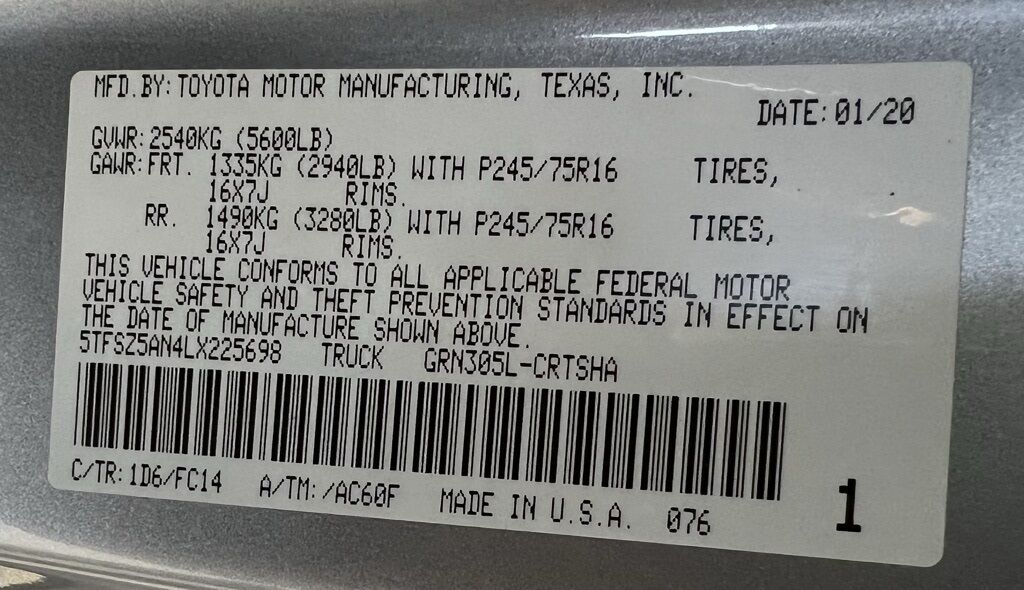 MFD.BY:TOYOTA MOTOR MANUFACTURING, TEXAS, INC.
DATE:01/20
GVWR:2540KG (5600LB)
GAWR:FRT. 1335KG (2940LB) WITH P245/75R16 TIRES,
16X7J RIMS.
RR. 1490KG (3280LB) WITH P245/75R16 TIRES,
16X7J RIMS.
THIS VEHICLE CONFORMS TO ALL APPLICABLE FEDERAL MOTOR
VEHICLE SAFETY AND THEFT PREVENTION STANDARDS IN EFFECT ON
THE DATE OF MANUFACTURE SHOWN ABOVE.
5TFSZ5AN4LX225698 TRUCK GRN305L-CRTSHA
C/TR:1D6/FC14 A/TM:/AC60F MADE IN U.S.A. 076 1